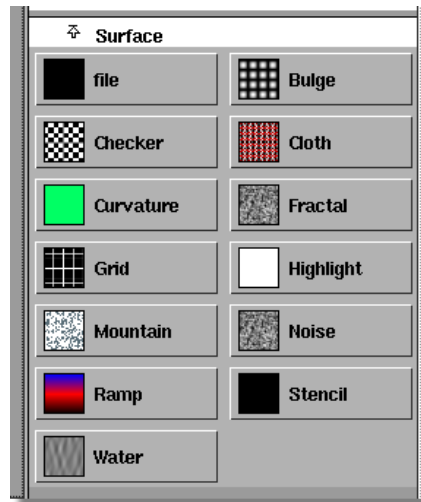 Surface
file
Bulge
Checker
Cloth
Curvature
Fractal
Grid
Highlight
Mountain
Noise
Ramp
Stencil
Water